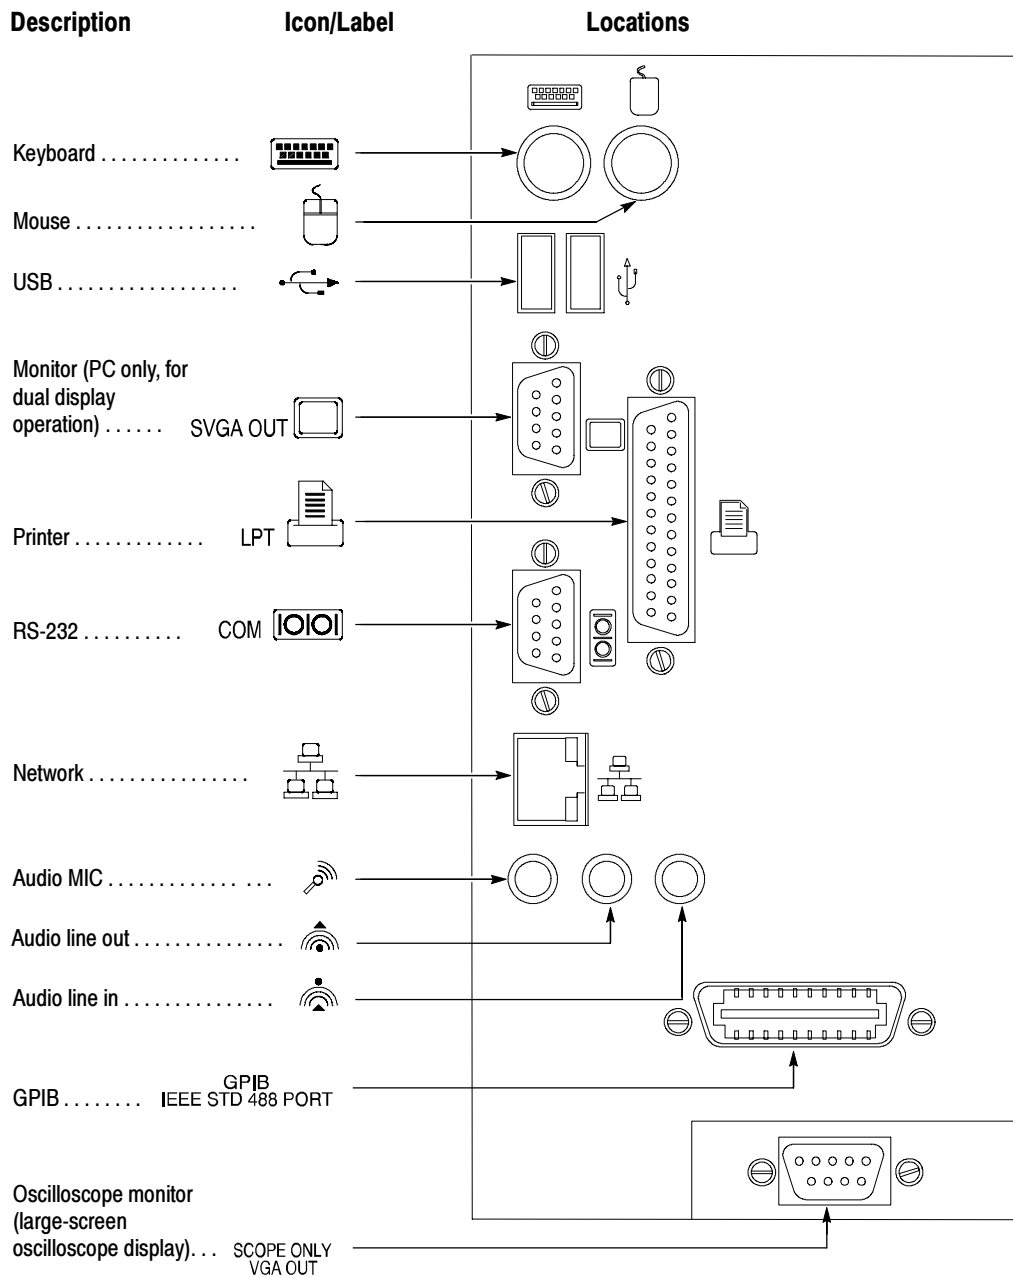 Description Icon/Label Locations
Keyboard . . . . . . . . . . . . . .
Mouse . . . . . . . . . . . . . . . . . .
USB . . . . . . . . . . . . . . . . . .
Monitor (PC only, for
dual display
operation) . . . . . . SVGA OUT
Printer . . . . . . . . . . . . . LPT
RS-232 . . . . . . . . . . COM
Network . . . . . . . . . . . . . . . .
Audio MIC . . . . . . . . . . . . . . . .
Audio line out . . . . . . . . . . . . . . .
Audio line in . . . . . . . . . . . . . . .
GPIB . . . . . . . . GPIB
IEEE STD 488 PORT
Oscilloscope monitor
(large-screen
oscilloscope display). . . SCOPE ONLY
VGA OUT